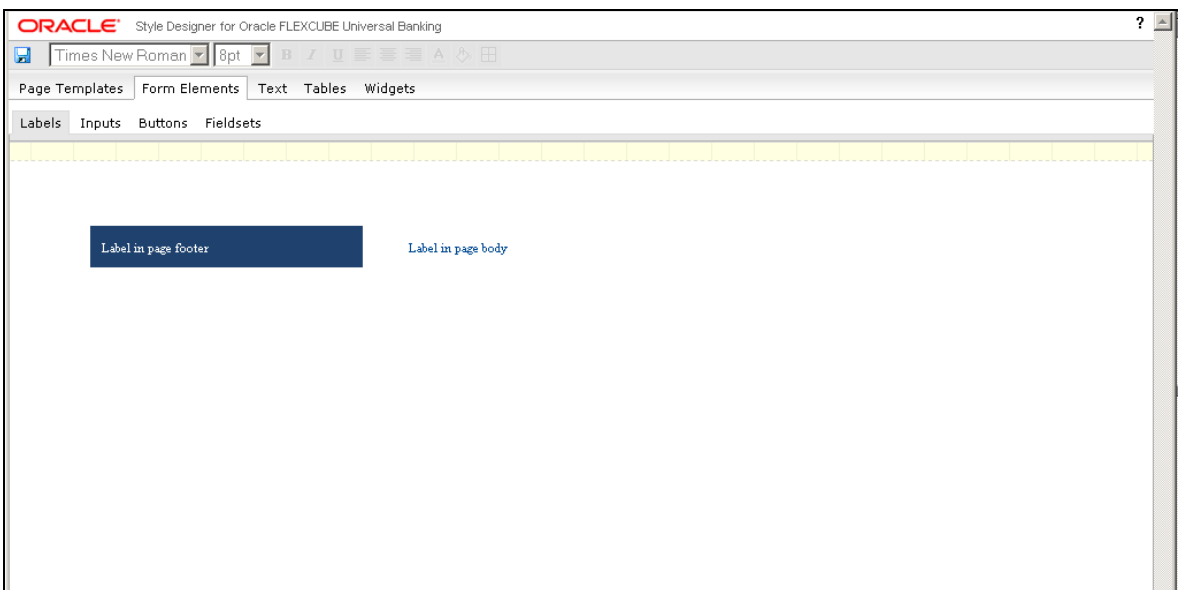 ORACLE® Style Designer for Oracle FLEXCUBE Universal Banking ?
Times New Roman 8pt B I U A
Page Templates Form Elements Text Tables Widgets
Labels Inputs Buttons Fieldsets
Label in page footer Label in page body